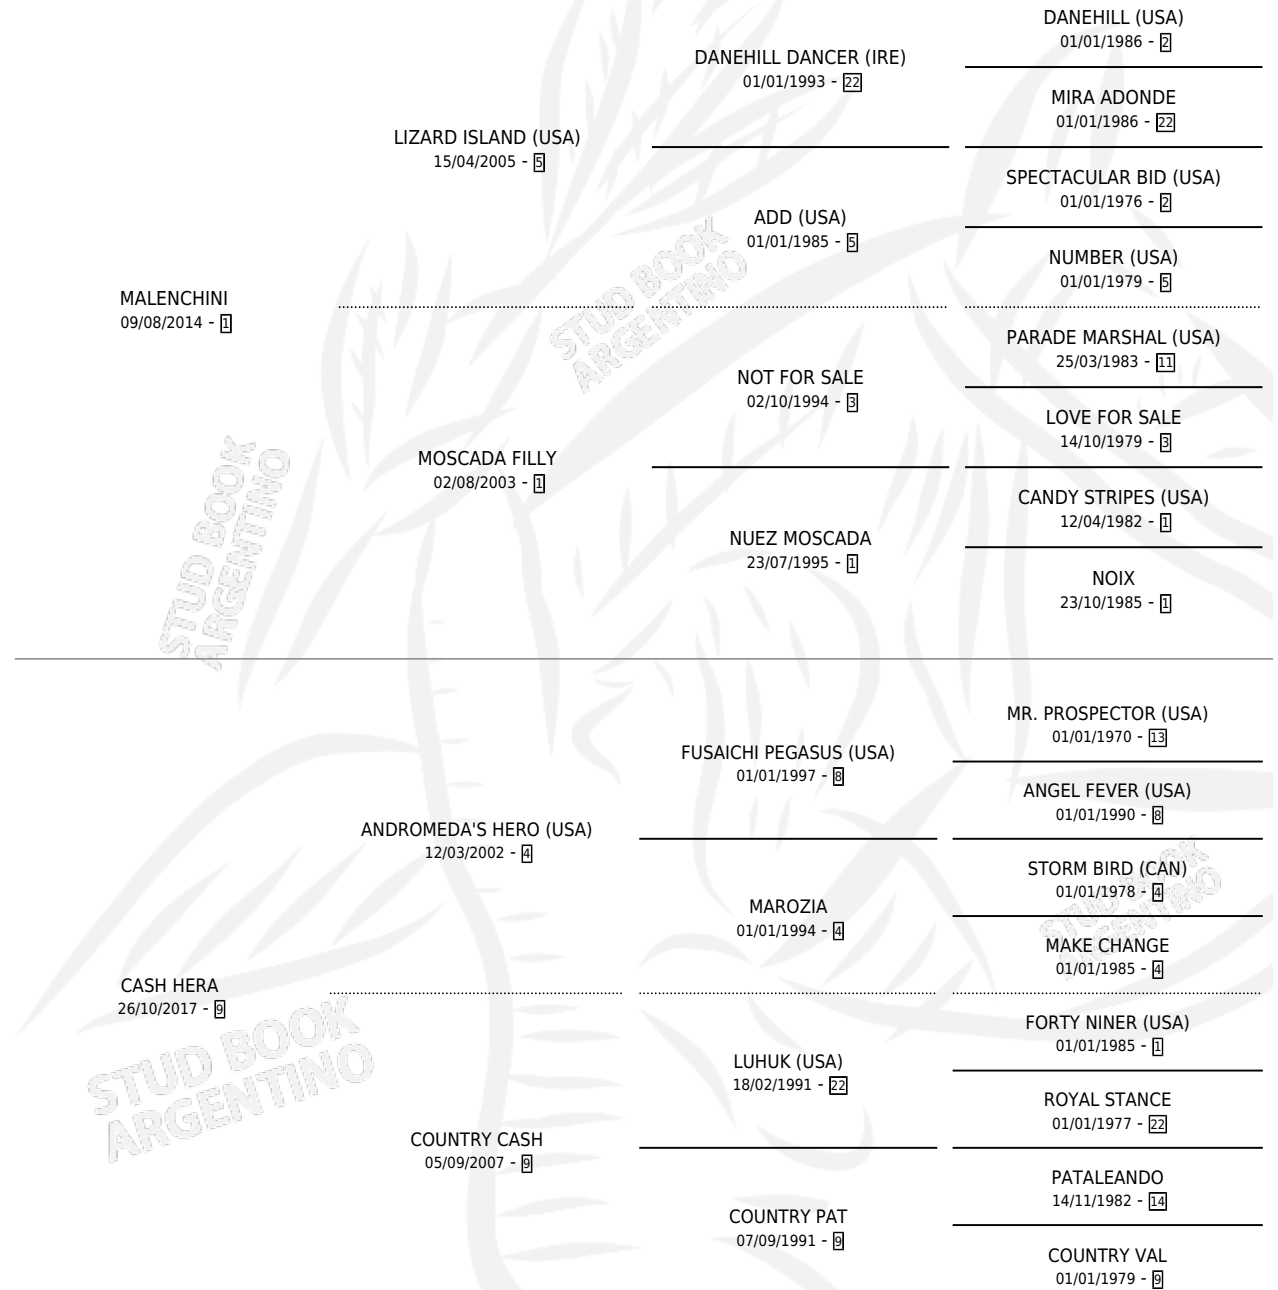 DANEHILL (USA)
01/01/1986 - 2
DANEHILL DANCER (IRE)
01/01/1993 - 22
MIRA ADONDE
01/01/1986 - 22
LIZARD ISLAND (USA)
15/04/2005 - 5
SPECTACULAR BID (USA)
01/01/1976 - 2
ADD (USA)
01/01/1985 - 5
NUMBER (USA)
01/01/1979 - 5
MALENCHINI
09/08/2014 - 1
PARADE MARSHAL (USA)
25/03/1983 - 11
NOT FOR SALE
02/10/1994 - 3
LOVE FOR SALE
14/10/1979 - 3
MOSCADA FILLY
02/08/2003 - 1
CANDY STRIPES (USA)
12/04/1982 - 1
NUEZ MOSCADA
23/07/1995 - 1
NOIX
23/10/1985 - 1
STUD BOOK
ARGENTINO
STUD BOOK
ARGENTINO
MR. PROSPECTOR (USA)
01/01/1970 - 13
FUSAICHI PEGASUS (USA)
01/01/1997 - 8
ANGEL FEVER (USA)
01/01/1990 - 8
ANDROMEDA'S HERO (USA)
12/03/2002 - 4
STORM BIRD (CAN)
01/01/1978 - 4
MAROZIA
01/01/1994 - 4
MAKE CHANGE
01/01/1985 - 4
STUD BOOK
ARGENTINO
CASH HERA
26/10/2017 - 9
FORTY NINER (USA)
01/01/1985 - 1
LUHUK (USA)
18/02/1991 - 22
ROYAL STANCE
01/01/1977 - 22
COUNTRY CASH
05/09/2007 - 9
PATALEANDO
14/11/1982 - 14
COUNTRY PAT
07/09/1991 - 9
COUNTRY VAL
01/01/1979 - 9
STUD BOOK
ARGENTINO